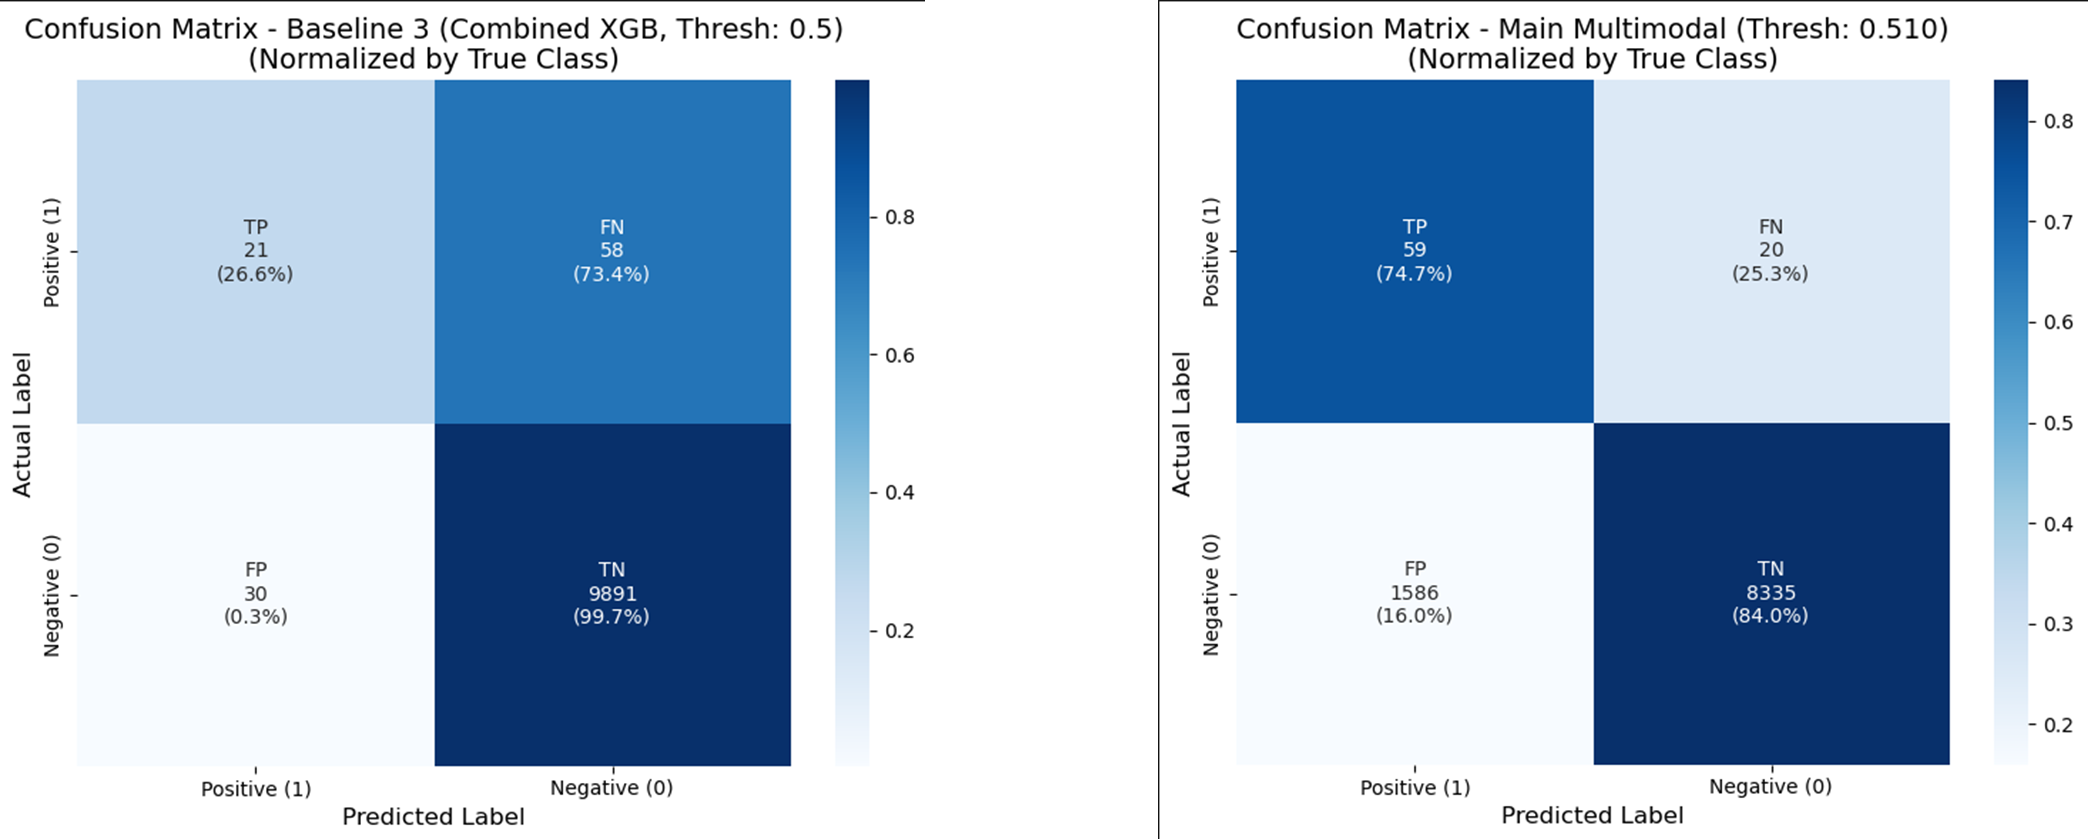 Confusion Matrix - Baseline 3 (Combined XGB, Thresh: 0.5)
(Normalized by True Class)
Actual Label
Positive (1)
Negative (0)
TP
21
(26.6%)
FN
58
(73.4%)
FP
30
(0.3%)
TN
9891
(99.7%)
0.8
0.6
0.4
0.2
Positive (1)
Negative (0)
Predicted Label
Confusion Matrix - Main Multimodal (Thresh: 0.510)
(Normalized by True Class)
Actual Label
Positive (1)
Negative (0)
TP
59
(74.7%)
FN
20
(25.3%)
FP
1586
(16.0%)
TN
8335
(84.0%)
0.8
0.7
0.6
0.5
0.4
0.3
0.2
Positive (1)
Negative (0)
Predicted Label